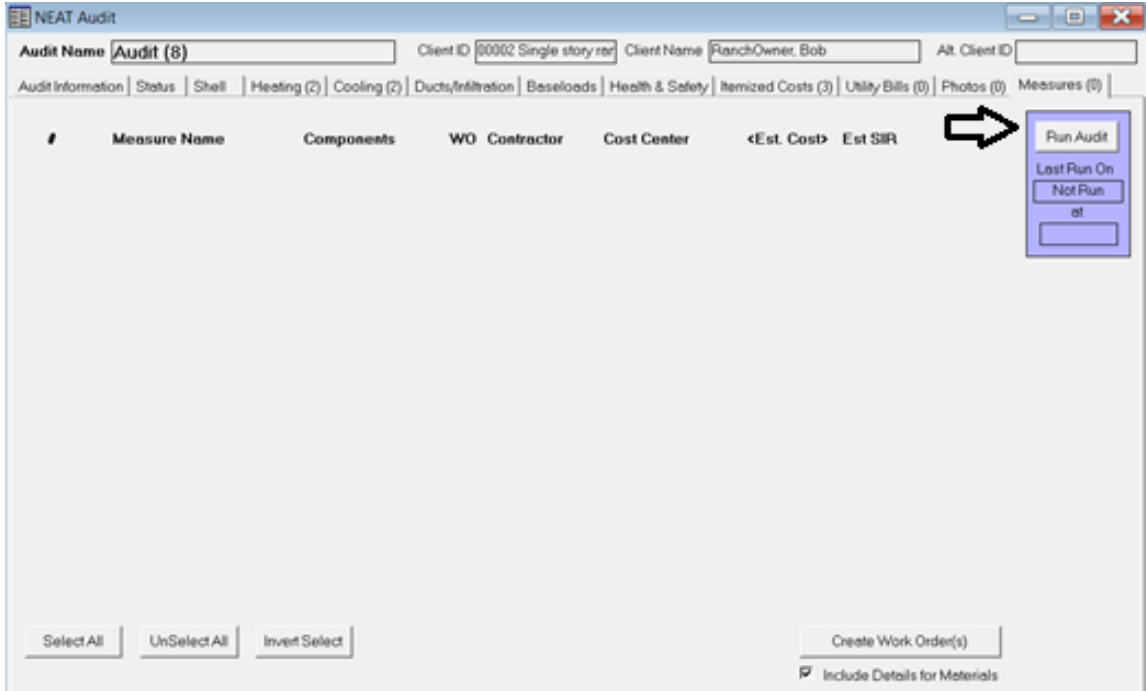 NEAT Audit
Audit Name Audit (8) Client ID 00002 Single story ran Client Name RanchOwner, Bob Alt. Client ID
Audit Information Status Shell Heating (2) Cooling (2) Ducts/Infiltration Baseloads Health & Safety Itemized Costs (3) Utility Bills (0) Photos (0) Measures (0)
# Measure Name Components WO Contractor Cost Center <Est. Cost> Est SIR
Run Audit
Last Run On
Not Run
at
Select All UnSelect All Invert Select Create Work Order(s)
Include Details for Materials